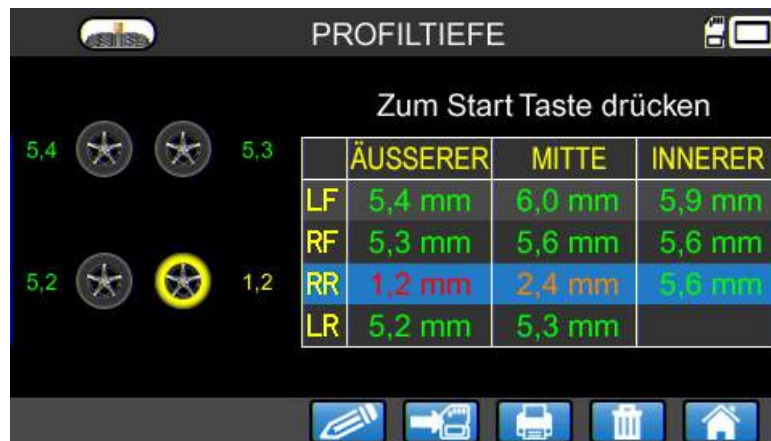 PROFILTIEFE
Zum Start Taste drücken
5,4 5,3
ÄUSSERER MITTE INNERER
LF 5,4 mm 6,0 mm 5,9 mm
RF 5,3 mm 5,6 mm 5,6 mm
5,2 1,2
RR 1,2 mm 2,4 mm 5,6 mm
LR 5,2 mm 5,3 mm